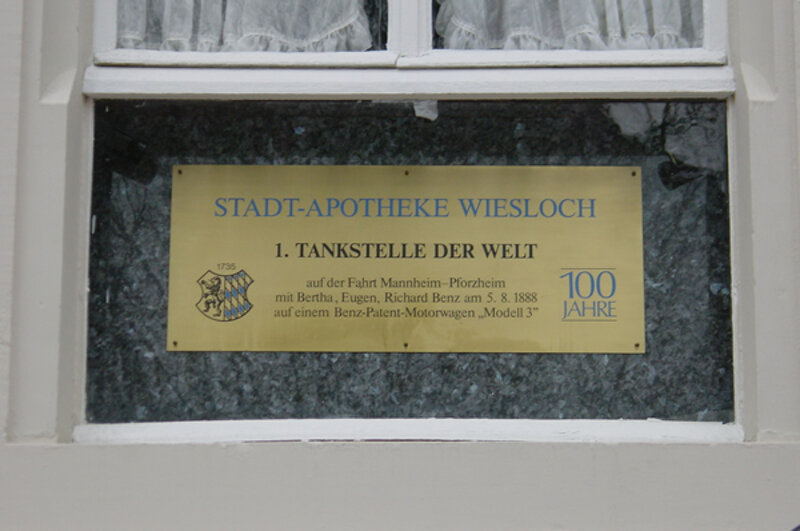 STADT-APOTHEKE WIESLOCH
1. TANKSTELLE DER WELT
1735
auf der Fahrt Mannheim–Pforzheim
mit Bertha, Eugen, Richard Benz am 5. 8. 1888
auf einem Benz-Patent-Motorwagen „Modell 3”
100
JAHRE